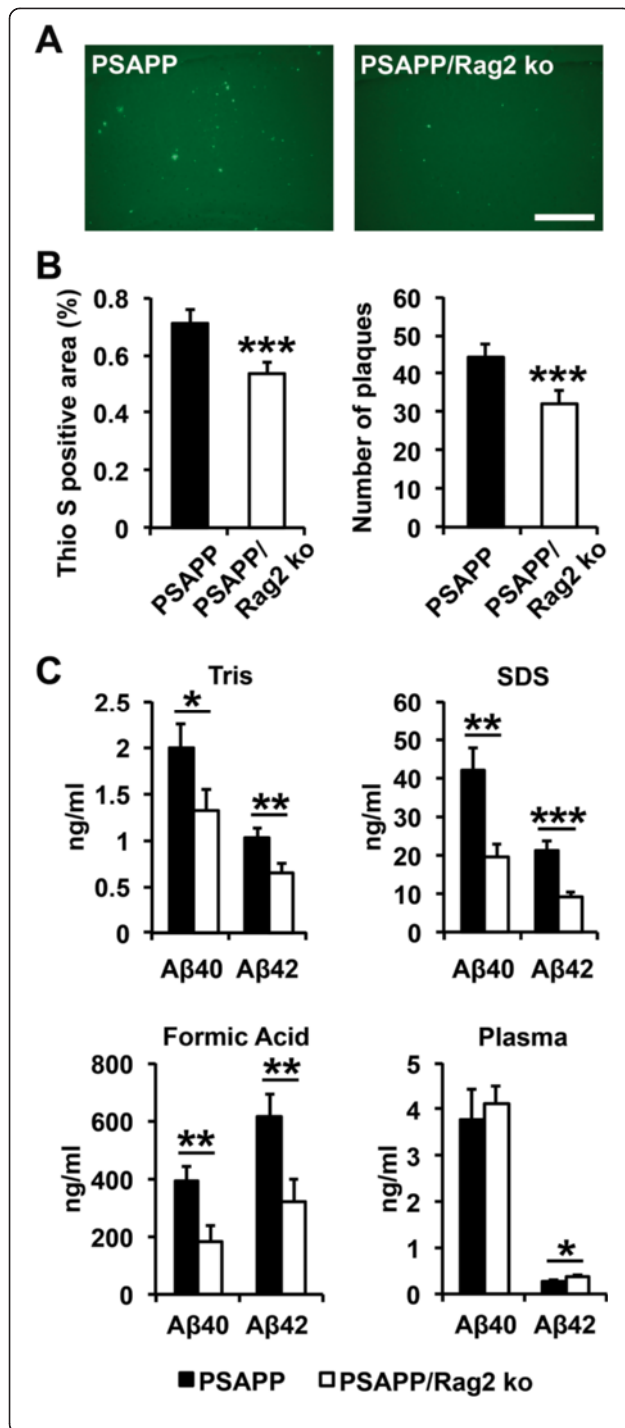 A
PSAPP
PSAPP/Rag2 ko
B
Thio S positive area (%)
0.8
0.6
0.4
0.2
0
***
PSAPP
PSAPP/
Rag2 ko
Number of plaques
60
50
40
30
20
10
0
***
PSAPP
PSAPP/
Rag2 ko
C
Tris
ng/ml
2.5
2
1.5
1
0.5
0
*
**
Aβ40 Aβ42
SDS
ng/ml
60
50
40
30
20
10
0
**
***
Aβ40 Aβ42
Formic Acid
ng/ml
800
600
400
200
0
**
**
Aβ40 Aβ42
Plasma
ng/ml
5
4
3
2
1
0
*
Aβ40 Aβ42
PSAPP PSAPP/Rag2 ko